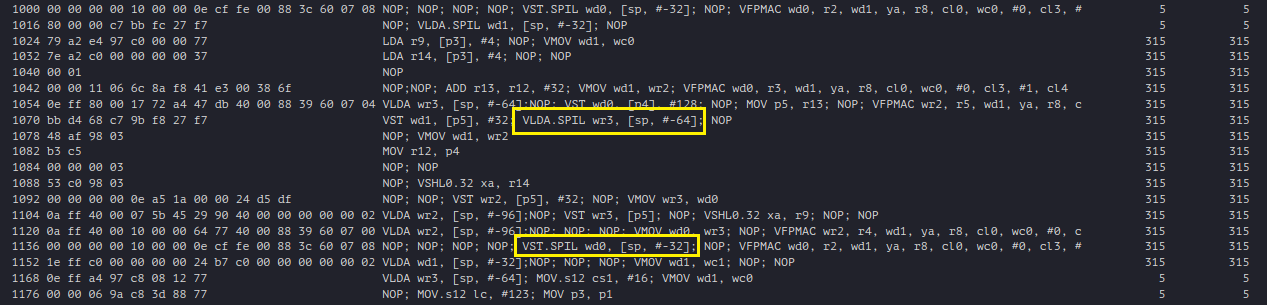 1000 00 00 00 00 10 00 00 0e cf fe 00 88 3c 60 07 08 NOP; NOP; NOP; NOP; VST.SPIL wd0, [sp, #-32]; NOP; VFPMAC wd0, r2, wd1, ya, r8, cl0, wc0, #0, cl3, # 5 5
1016 80 00 c7 bb fc 27 f7 NOP; VLDA.SPIL wd1, [sp, #-32]; NOP 5 5
1024 79 a2 e4 97 c0 00 00 77 LDA r9, [p3], #4; NOP; VMOV wd1, wc0 315 315
1032 7e a2 c0 00 00 00 00 37 LDA r14, [p3], #4; NOP; NOP 315 315
1040 00 01 NOP 315 315
1042 00 00 11 06 6c 8a f8 41 e3 00 38 6f NOP;NOP; ADD r13, r12, #32; VMOV wd1, wr2; VFPMAC wd0, r3, wd1, ya, r8, cl0, wc0, #0, cl3, #1, cl4 315 315
1054 0e ff 80 00 17 72 a4 47 db 40 00 88 39 60 07 04 VLDA wr3, [sp, #-64];NOP; VST wd0, [p4], #128; NOP; MOV p5, r13; NOP; VFPMAC wr2, r5, wd1, ya, r8, c 315 315
1070 bb d4 68 c7 9b f8 27 f7 VST wd1, [p5], #32; VLDA.SPIL wr3, [sp, #-64]; NOP 315 315
1078 48 af 98 03 NOP; VMOV wd1, wr2 315 315
1082 b3 c5 MOV r12, p4 315 315
1084 00 00 00 03 NOP; NOP 315 315
1088 53 c0 98 03 NOP; VSHL0.32 xa, r14 315 315
1092 00 00 00 00 0e a5 1a 00 00 24 d5 df NOP; NOP; VST wr2, [p5], #32; NOP; VMOV wr3, wd0 315 315
1104 0a ff 40 00 07 5b 45 29 90 40 00 00 00 00 00 02 VLDA wr2, [sp, #-96];NOP; VST wr3, [p5]; NOP; VSHL0.32 xa, r9; NOP; NOP 315 315
1120 0a ff 40 00 10 00 00 64 77 40 00 88 39 60 07 00 VLDA wr2, [sp, #-96];NOP; NOP; NOP; VMOV wd0, wr3; NOP; VFPMAC wr2, r4, wd1, ya, r8, cl0, wc0, #0, c 315 315
1136 00 00 00 00 10 00 00 0e cf fe 00 88 3c 60 07 08 NOP; NOP; NOP; NOP; VST.SPIL wd0, [sp, #-32]; NOP; VFPMAC wd0, r2, wd1, ya, r8, cl0, wc0, #0, cl3, # 315 315
1152 1e ff c0 00 00 00 00 24 b7 c0 00 00 00 00 00 02 VLDA wd1, [sp, #-32];NOP; NOP; NOP; VMOV wd1, wc1; NOP; NOP 315 315
1168 0e ff a4 97 c8 08 12 77 VLDA wr3, [sp, #-64]; MOV.s12 cs1, #16; VMOV wd1, wc0 5 5
1176 00 00 06 9a c8 3d 88 77 NOP; MOV.s12 lc, #123; MOV p3, p1 5 5